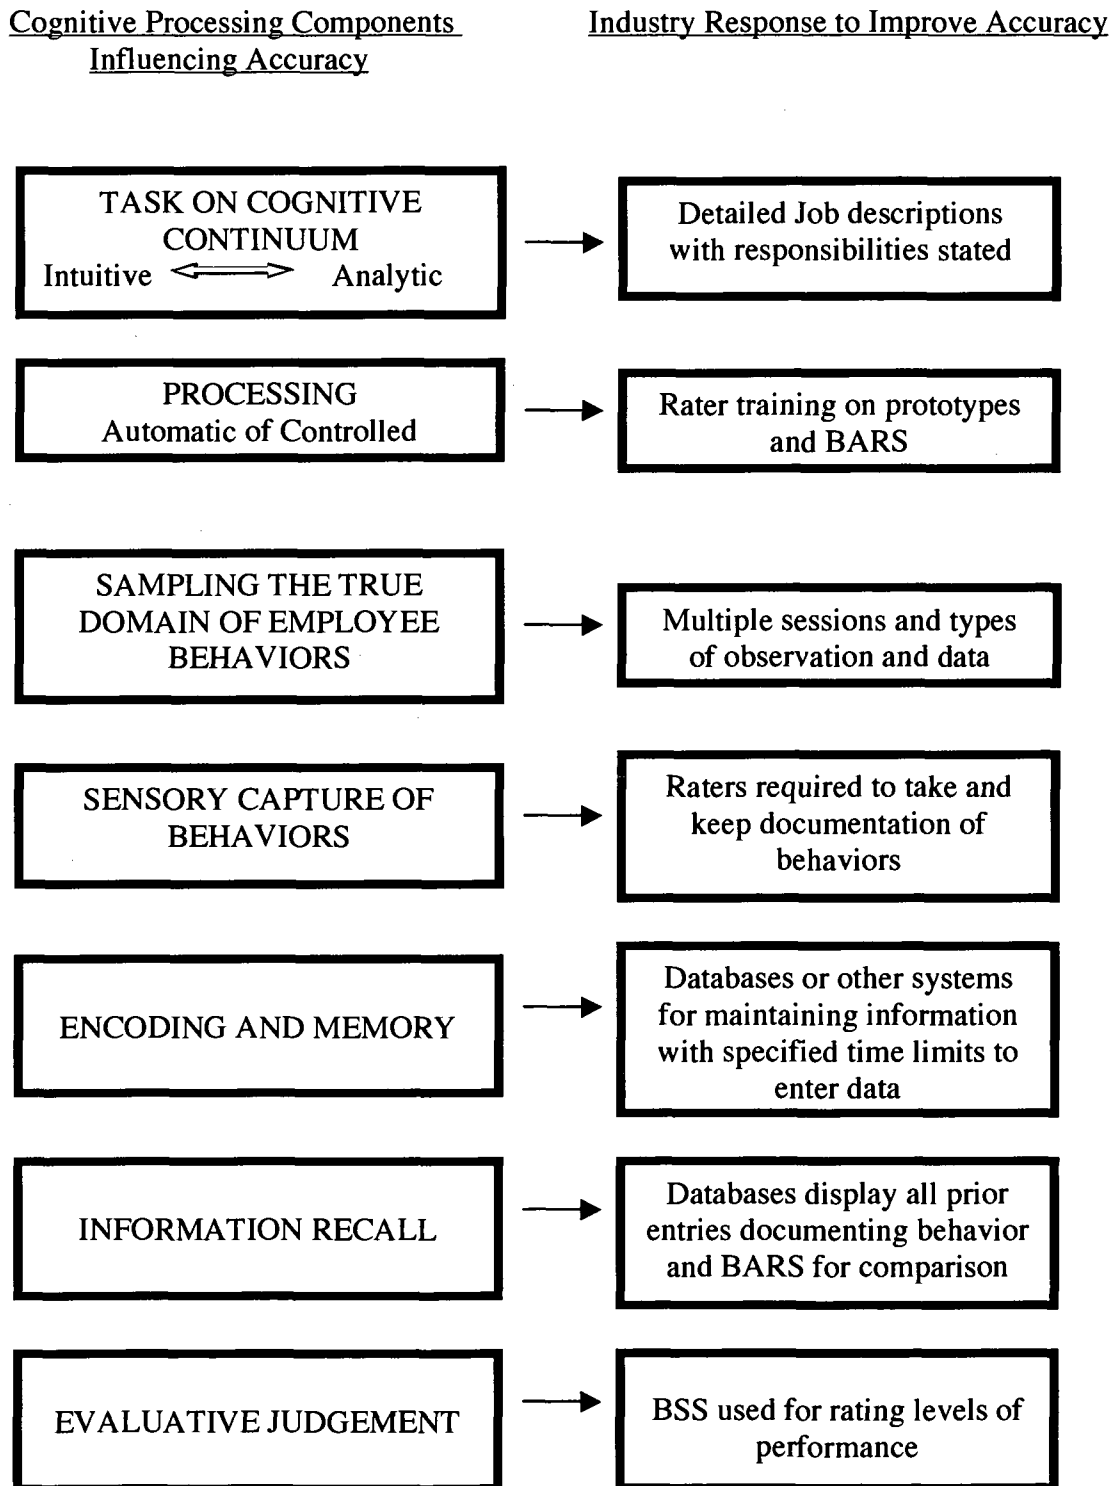 Cognitive Processing Components
Influencing Accuracy
Industry Response to Improve Accuracy
TASK ON COGNITIVE
CONTINUUM
Intuitive ⟺ Analytic
Detailed Job descriptions
with responsibilities stated
PROCESSING
Automatic of Controlled
Rater training on prototypes
and BARS
SAMPLING THE TRUE
DOMAIN OF EMPLOYEE
BEHAVIORS
Multiple sessions and types
of observation and data
SENSORY CAPTURE OF
BEHAVIORS
Raters required to take and
keep documentation of
behaviors
ENCODING AND MEMORY
Databases or other systems
for maintaining information
with specified time limits to
enter data
INFORMATION RECALL
Databases display all prior
entries documenting behavior
and BARS for comparison
EVALUATIVE JUDGEMENT
BSS used for rating levels of
performance